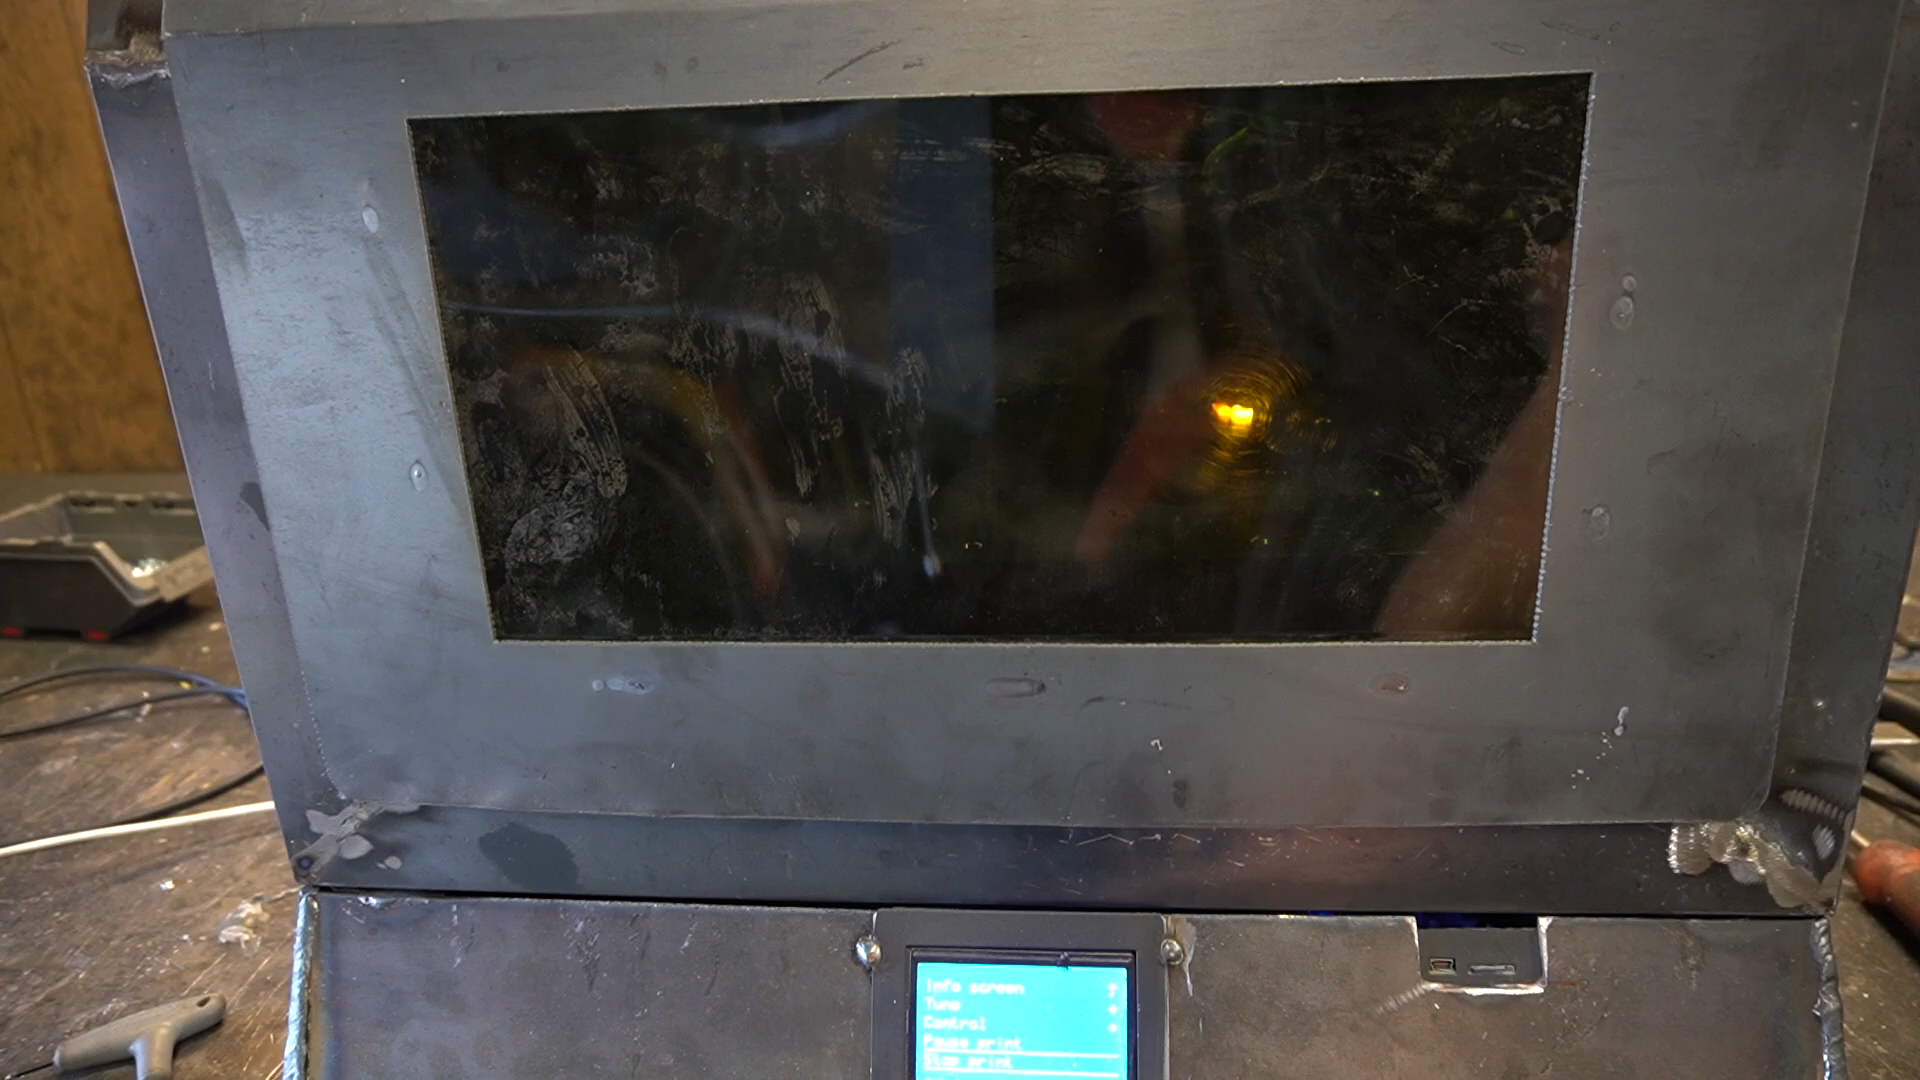 Info screen
Tune
Control
Pause print
Stop print